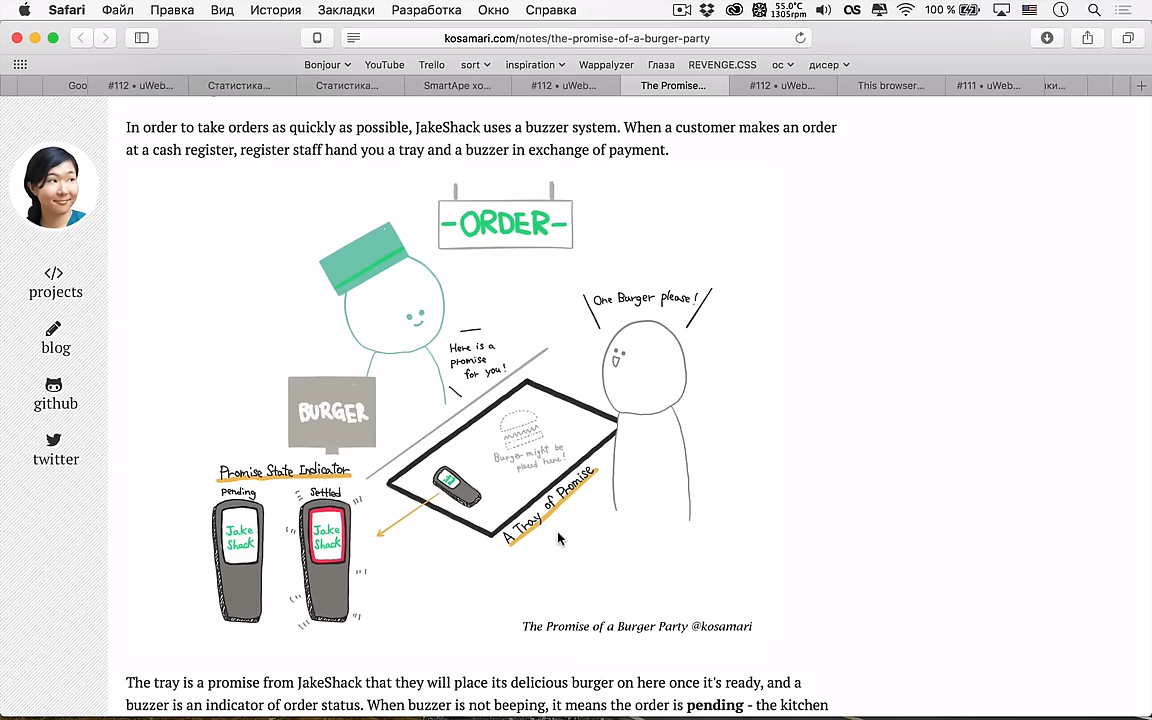 Safari Файл Правка Вид История Закладки Разработка Окно Справка 55.0°C 1305rpm 100 %
kosamari.com/notes/the-promise-of-a-burger-party
Bonjour YouTube Trello sort inspiration Wappalyzer Глаза REVENGE.CSS ос дисер
Goo #112 • uWeb... Статистика... Статистика... SmartApe хо... #112 • uWeb... The Promise... #112 • uWeb... This browser... #111 • uWeb... ики...
In order to take orders as quickly as possible, JakeShack uses a buzzer system. When a customer makes an order
at a cash register, register staff hand you a tray and a buzzer in exchange of payment.
-ORDER-
One Burger please!
Here is a
promise
for you!
BURGER
Burger might be
placed here!
A Tray of Promise
Promise State Indicator
Pending Settled
Jake
Shack
Jake
Shack
</> projects
blog
github
twitter
The Promise of a Burger Party @kosamari
The tray is a promise from JakeShack that they will place its delicious burger on here once it's ready, and a
buzzer is an indicator of order status. When buzzer is not beeping, it means the order is pending - the kitchen